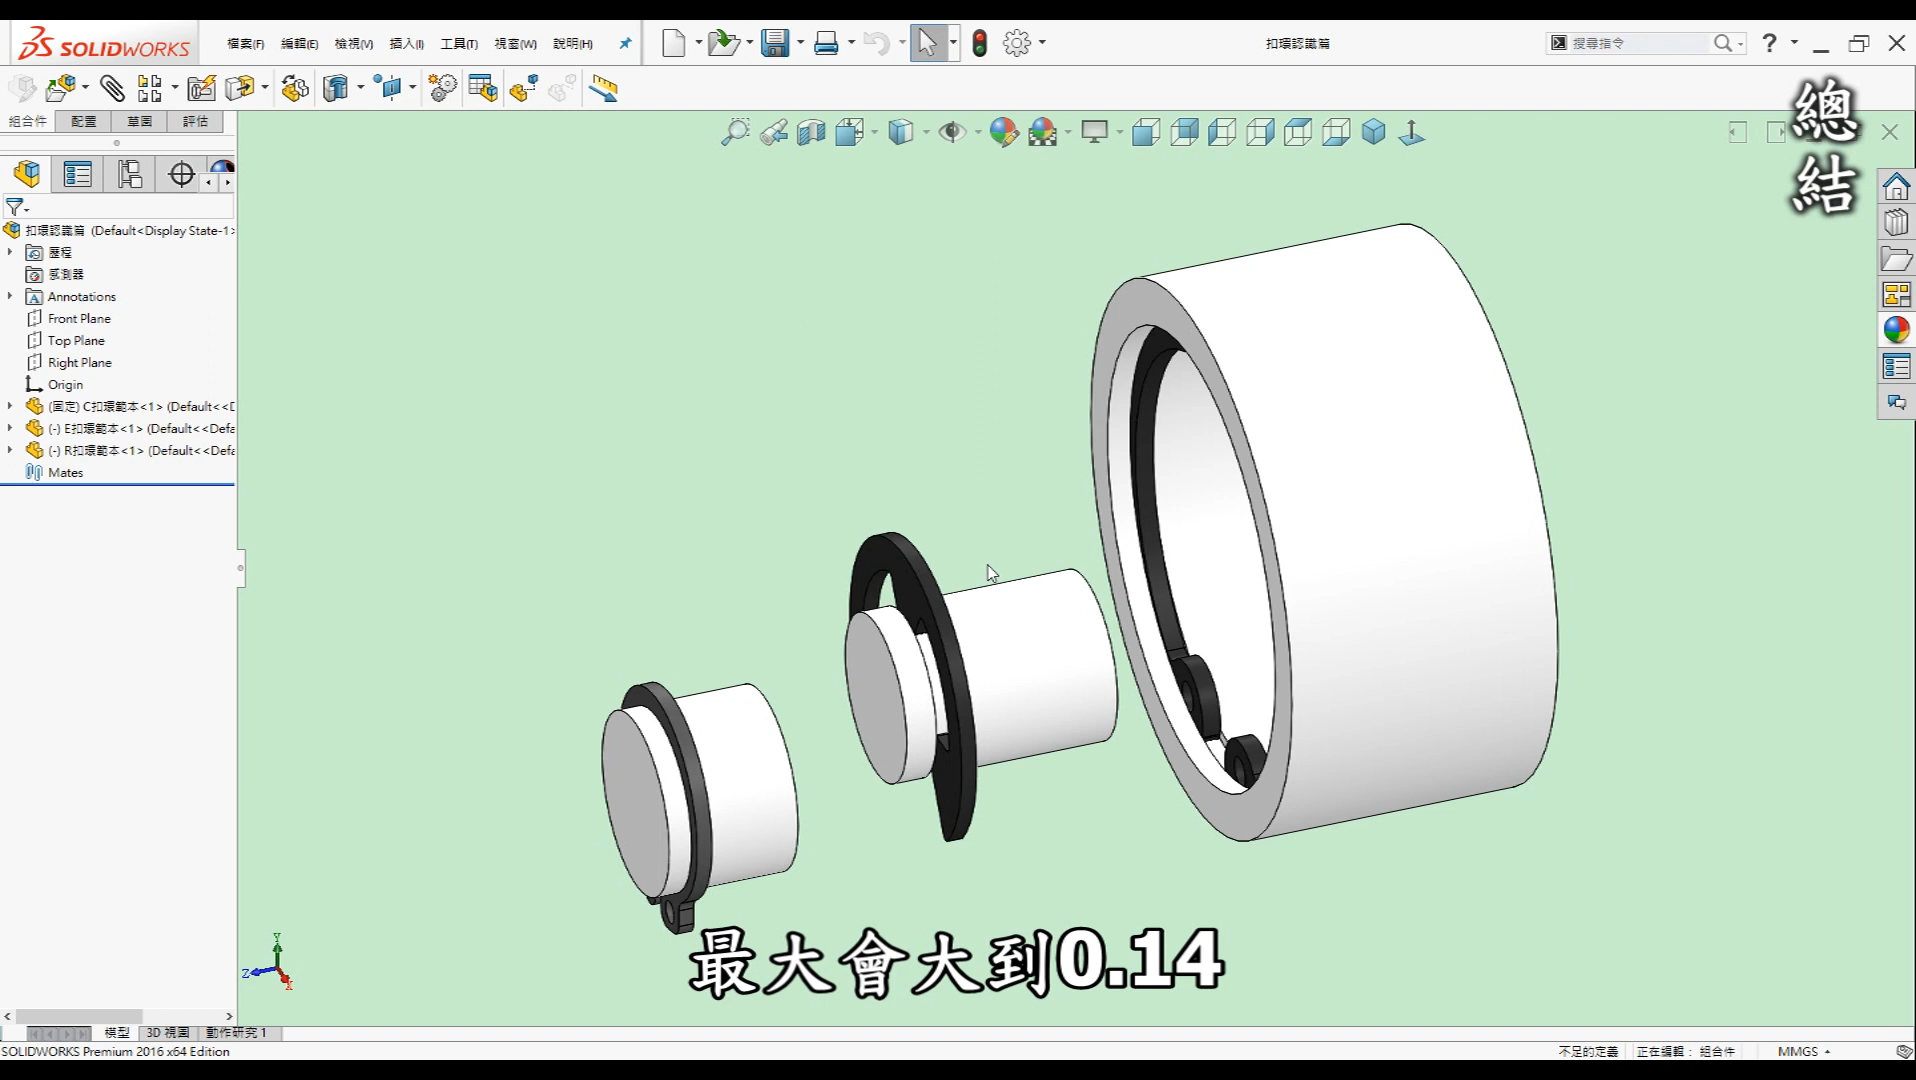 SOLIDWORKS
檔案(F) 編輯(E) 檢視(V) 插入(I) 工具(T) 視窗(W) 說明(H)
扣環認識篇
搜尋指令
?
組合件 配置 草圖 評估
總結
扣環認識篇 (Default<Display State-1>
歷程
感測器
Annotations
Front Plane
Top Plane
Right Plane
Origin
(固定) C扣環範本<1> (Default<<D
(-) E扣環範本<1> (Default<<Defa
(-) R扣環範本<1> (Default<<Defa
Mates
Y
Z
X
最大會大到0.14
模型 3D 視圖 動作研究 1
SOLIDWORKS Premium 2016 x64 Edition
不足的定義 正在編輯： 組合件 MMGS